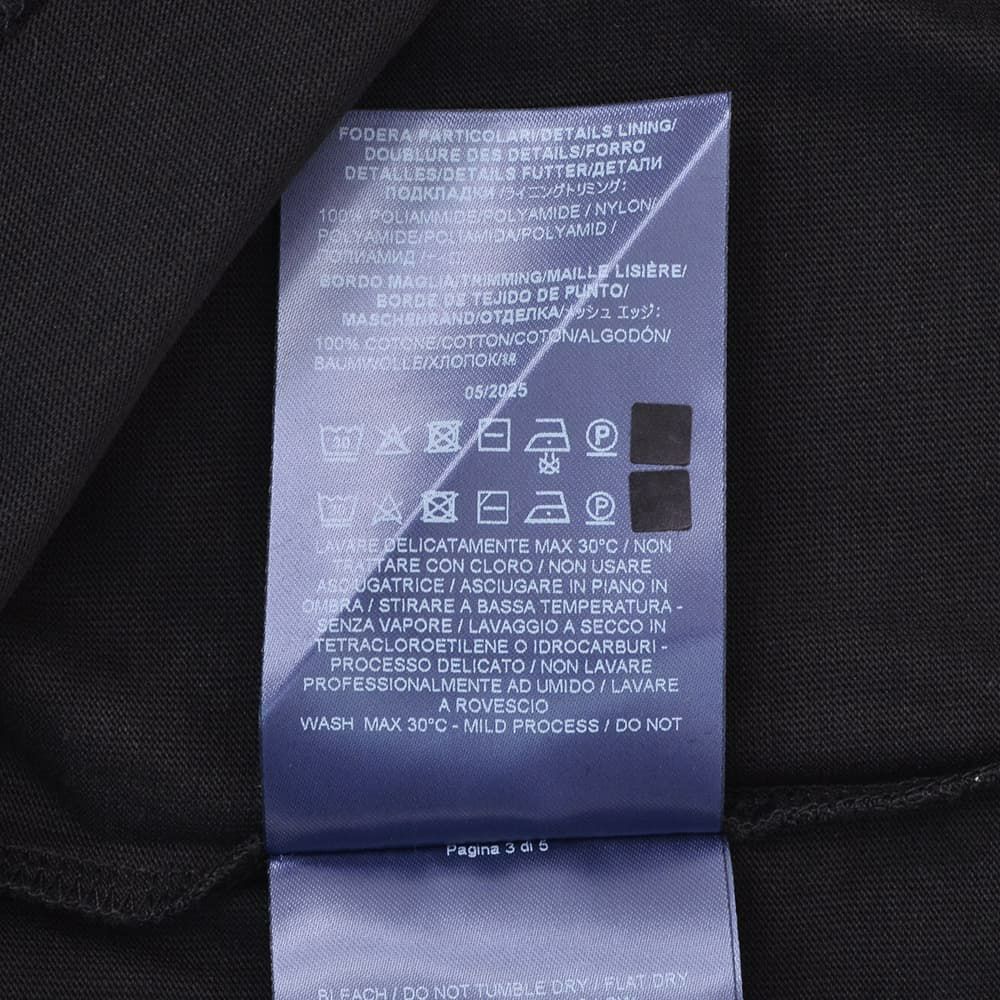 FODERA PARTICOLARI/DETAILS LINING/
DOUBLURE DES DETAILS/FORRO
DETALLES/DETAILS FUTTER/ДЕТАЛИ
ПОДКЛАДКИ /ライニングトリミング:
100% POLIAMMIDE/POLYAMIDE / NYLON/
POLYAMIDE/POLIAMIDA/POLYAMID /
ПОЛИАМИД / ナイロン
BORDO MAGLIA/TRIMMING/MAILLE LISIÈRE/
BORDE DE TEJIDO DE PUNTO/
MASCHENRAND/ОТДЕЛКА/メッシュ エッジ:
100% COTONE/COTTON/COTON/ALGODÓN/
BAUMWOLLE/ХЛОПОК/綿
05/2025
30 P
P
LAVARE DELICATAMENTE MAX 30°C / NON
TRATTARE CON CLORO / NON USARE
ASCIUGATRICE / ASCIUGARE IN PIANO IN
OMBRA / STIRARE A BASSA TEMPERATURA -
SENZA VAPORE / LAVAGGIO A SECCO IN
TETRACLOROETILENE O IDROCARBURI -
PROCESSO DELICATO / NON LAVARE
PROFESSIONALMENTE AD UMIDO / LAVARE
A ROVESCIO
WASH MAX 30°C - MILD PROCESS / DO NOT
Pagina 3 di 5
BLEACH / DO NOT TUMBLE DRY / FLAT DRY